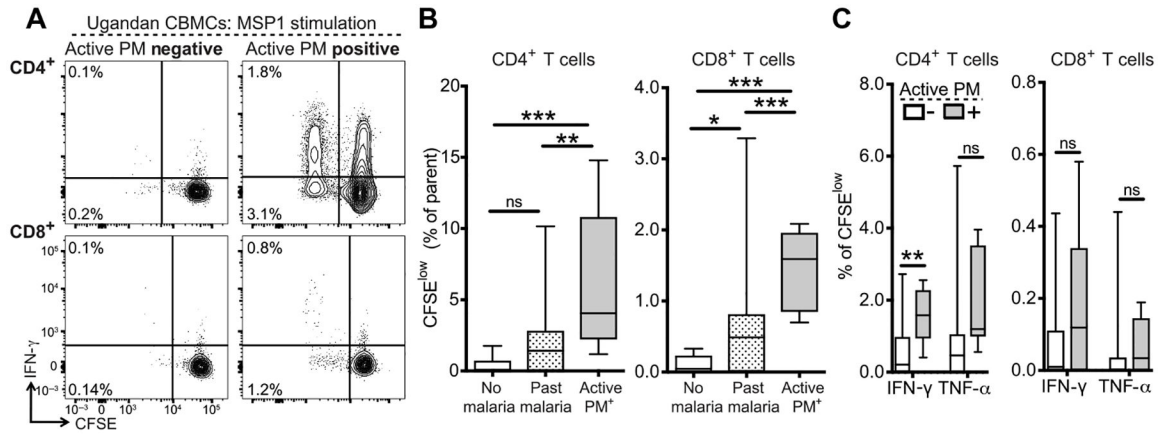 A
Ugandan CBMCs: MSP1 stimulation
Active PM negative
Active PM positive
CD4+
0.1%
1.8%
0.2%
3.1%
CD8+
0.1%
0.8%
10⁵
10⁴
10³
0
-10⁻³
0.14%
1.2%
IFN-γ
-10⁻³ 0 10³ 10⁴ 10⁵
CFSE
B
CD4⁺ T cells
CD8⁺ T cells
CFSElow (% of parent)
20
15
10
5
0
***
**
ns
No malaria
Past malaria
Active PM⁺
4.0
3.0
2.0
1.0
0.0
***
***
*
No malaria
Past malaria
Active PM⁺
C
CD4⁺ T cells
CD8⁺ T cells
Active PM
- +
% of CFSElow
8.0
6.0
4.0
2.0
0.0
**
ns
IFN-γ TNF-α
0.8
0.6
0.4
0.2
0.0
ns
ns
IFN-γ TNF-α